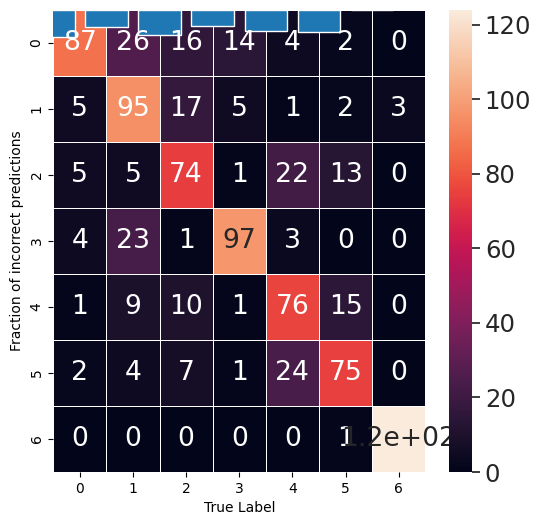 0 87 26 16 14 4 2 0
1 5 95 17 5 1 2 3
2 5 5 74 1 22 13 0
3 4 23 1 97 3 0 0
4 1 9 10 1 76 15 0
5 2 4 7 1 24 75 0
6 0 0 0 0 0 1 1.2e+02
0 1 2 3 4 5 6
True Label
Fraction of incorrect predictions
120
100
80
60
40
20
0